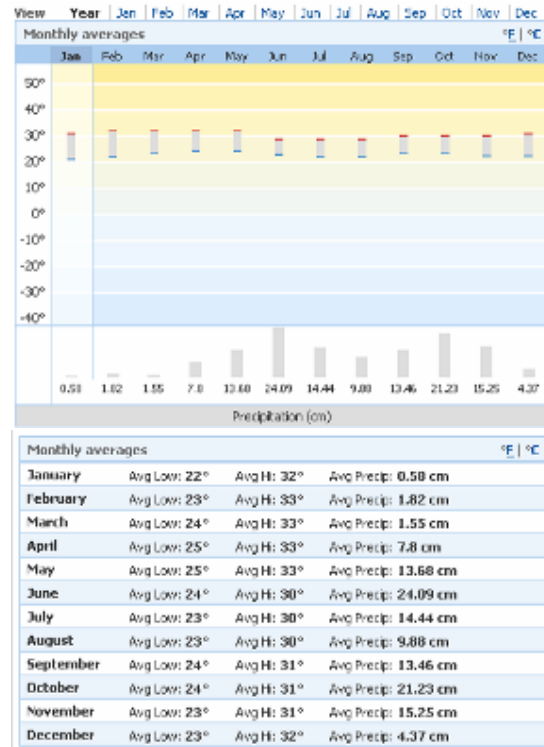 View Year | Jan | Feb | Mar | Apr | May | Jun | Jul | Aug | Sep | Oct | Nov | Dec
Monthly averages °F | °C
Jan Feb Mar Apr May Jun Jul Aug Sep Oct Nov Dec
50°
40°
30°
20°
10°
0°
-10°
-20°
-30°
-40°
0.58 1.82 1.55 7.8 13.68 24.09 14.44 9.88 13.46 21.23 15.25 4.37
Precipitation (cm)
Monthly averages °F | °C
January Avg Low: 22° Avg Hi: 32° Avg Precip: 0.58 cm
February Avg Low: 23° Avg Hi: 33° Avg Precip: 1.82 cm
March Avg Low: 24° Avg Hi: 33° Avg Precip: 1.55 cm
April Avg Low: 25° Avg Hi: 33° Avg Precip: 7.8 cm
May Avg Low: 25° Avg Hi: 33° Avg Precip: 13.68 cm
June Avg Low: 24° Avg Hi: 30° Avg Precip: 24.09 cm
July Avg Low: 23° Avg Hi: 30° Avg Precip: 14.44 cm
August Avg Low: 23° Avg Hi: 30° Avg Precip: 9.88 cm
September Avg Low: 24° Avg Hi: 31° Avg Precip: 13.46 cm
October Avg Low: 24° Avg Hi: 31° Avg Precip: 21.23 cm
November Avg Low: 23° Avg Hi: 31° Avg Precip: 15.25 cm
December Avg Low: 23° Avg Hi: 32° Avg Precip: 4.37 cm